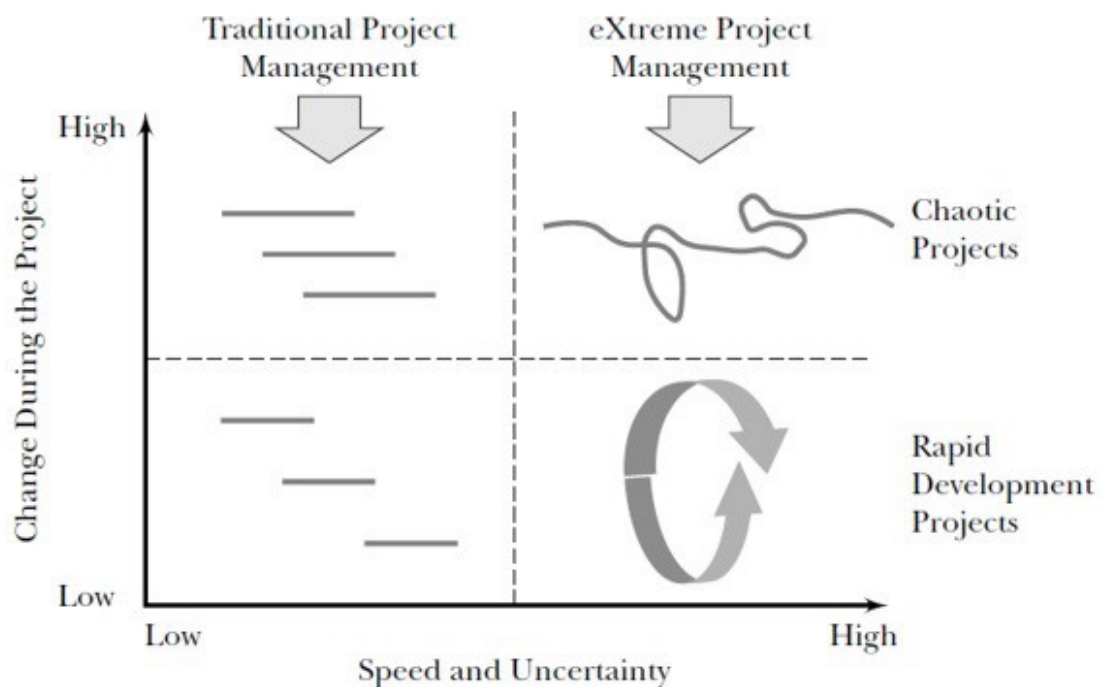 Traditional Project
Management
eXtreme Project
Management
High
Change During the Project
Chaotic
Projects
Rapid
Development
Projects
Low
Low
High
Speed and Uncertainty